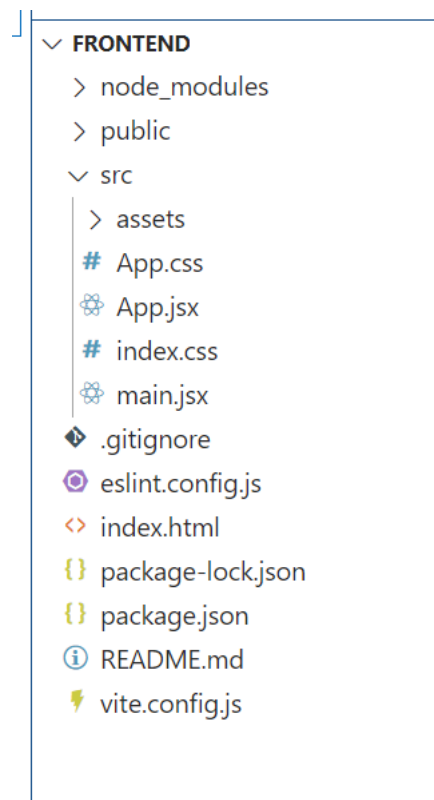 FRONTEND
node_modules
public
src
assets
App.css
App.jsx
index.css
main.jsx
.gitignore
eslint.config.js
index.html
package-lock.json
package.json
README.md
vite.config.js